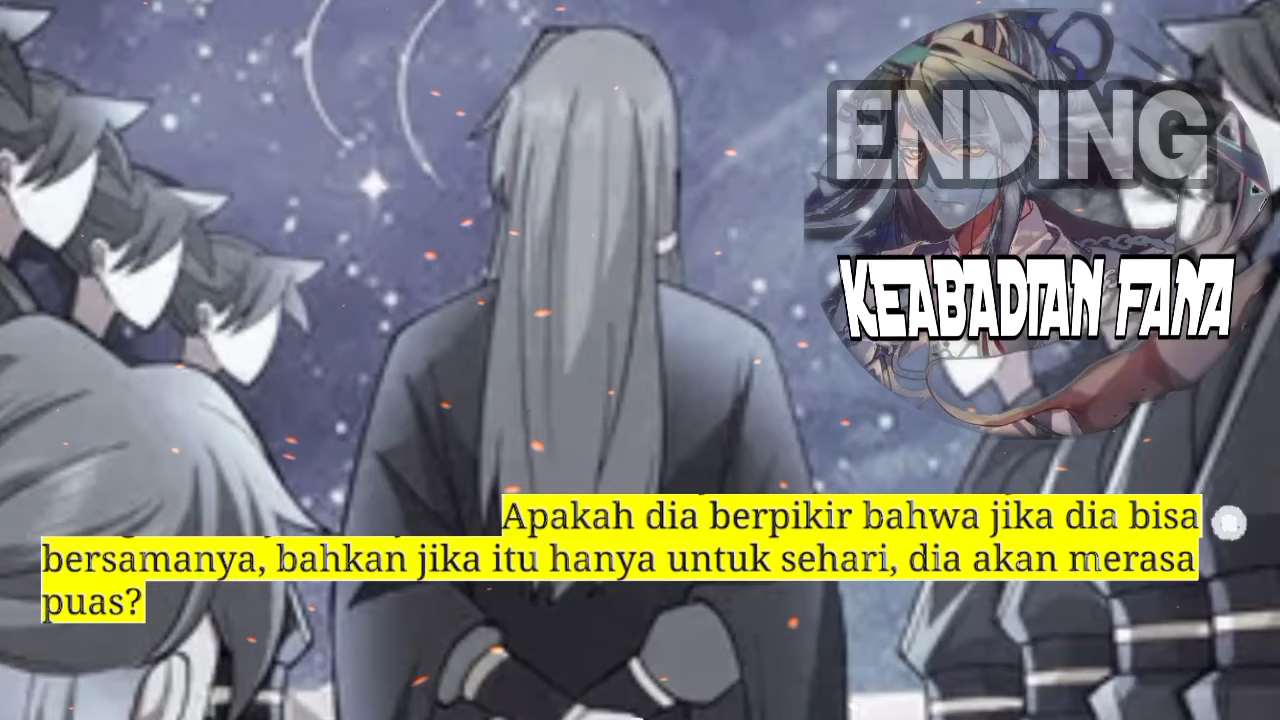 ENDING
KEABADIAN FANA
Apakah dia berpikir bahwa jika dia bisa
bersamanya, bahkan jika itu hanya untuk sehari, dia akan merasa
puas?